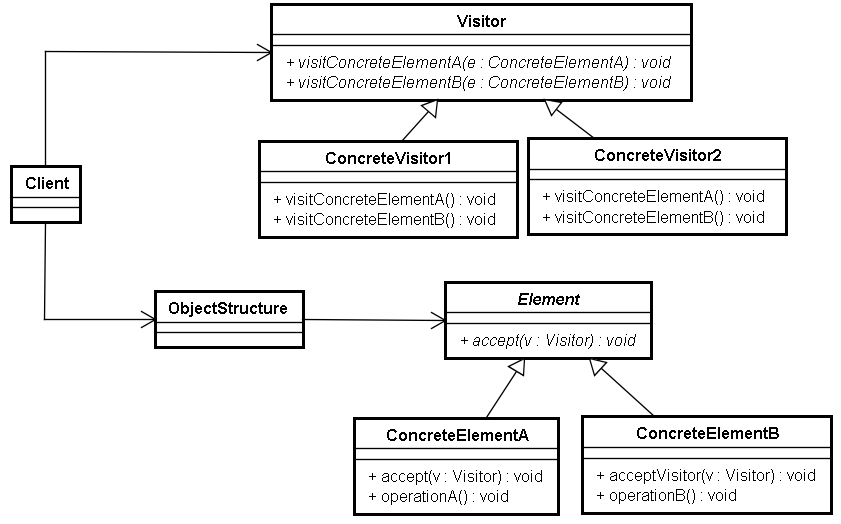 Visitor
+ visitConcreteElementA(e : ConcreteElementA) : void
+ visitConcreteElementB(e : ConcreteElementB) : void
ConcreteVisitor1
+ visitConcreteElementA() : void
+ visitConcreteElementB() : void
ConcreteVisitor2
+ visitConcreteElementA() : void
+ visitConcreteElementB() : void
Client
ObjectStructure
Element
+ accept(v : Visitor) : void
ConcreteElementA
+ accept(v : Visitor) : void
+ operationA() : void
ConcreteElementB
+ acceptVisitor(v : Visitor) : void
+ operationB() : void